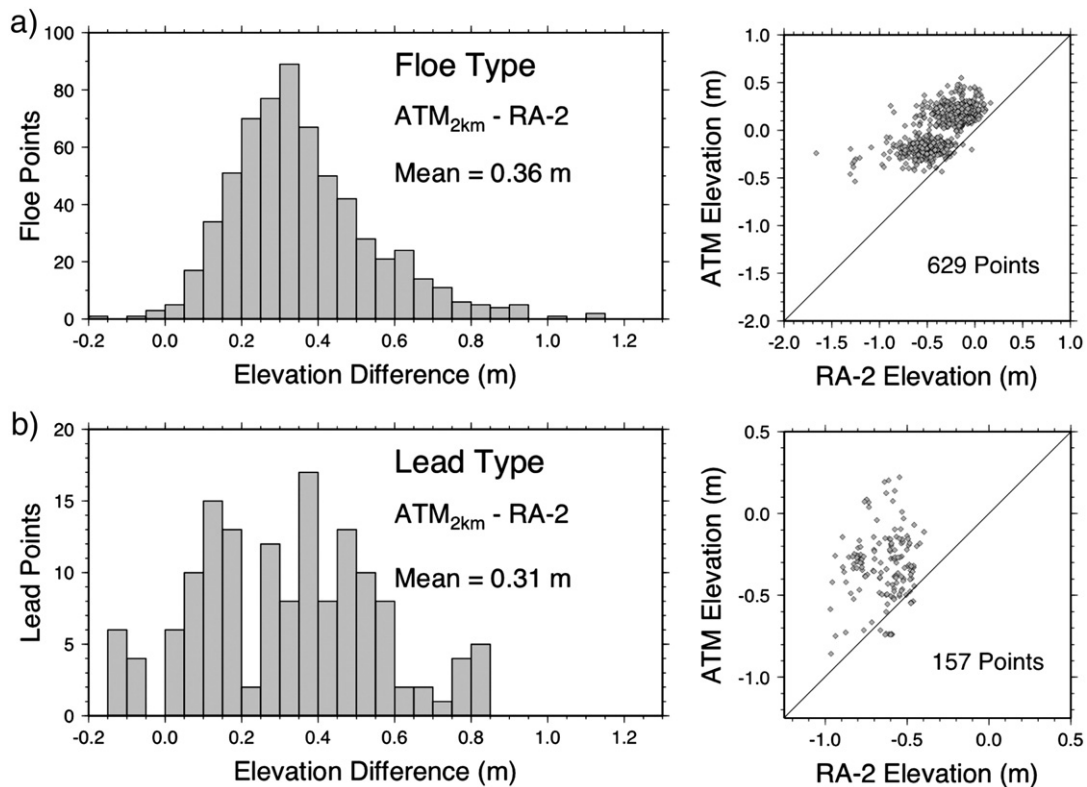 a)
100
80
60
40
20
0
Floe Points
Floe Type
ATM2km - RA-2
Mean = 0.36 m
-0.2 0.0 0.2 0.4 0.6 0.8 1.0 1.2
Elevation Difference (m)
1.0
0.5
0.0
-0.5
-1.0
-1.5
-2.0
ATM Elevation (m)
629 Points
-2.0 -1.5 -1.0 -0.5 0.0 0.5 1.0
RA-2 Elevation (m)
b)
20
15
10
5
0
Lead Points
Lead Type
ATM2km - RA-2
Mean = 0.31 m
-0.2 0.0 0.2 0.4 0.6 0.8 1.0 1.2
Elevation Difference (m)
0.5
0.0
-0.5
-1.0
ATM Elevation (m)
157 Points
-1.0 -0.5 0.0 0.5
RA-2 Elevation (m)